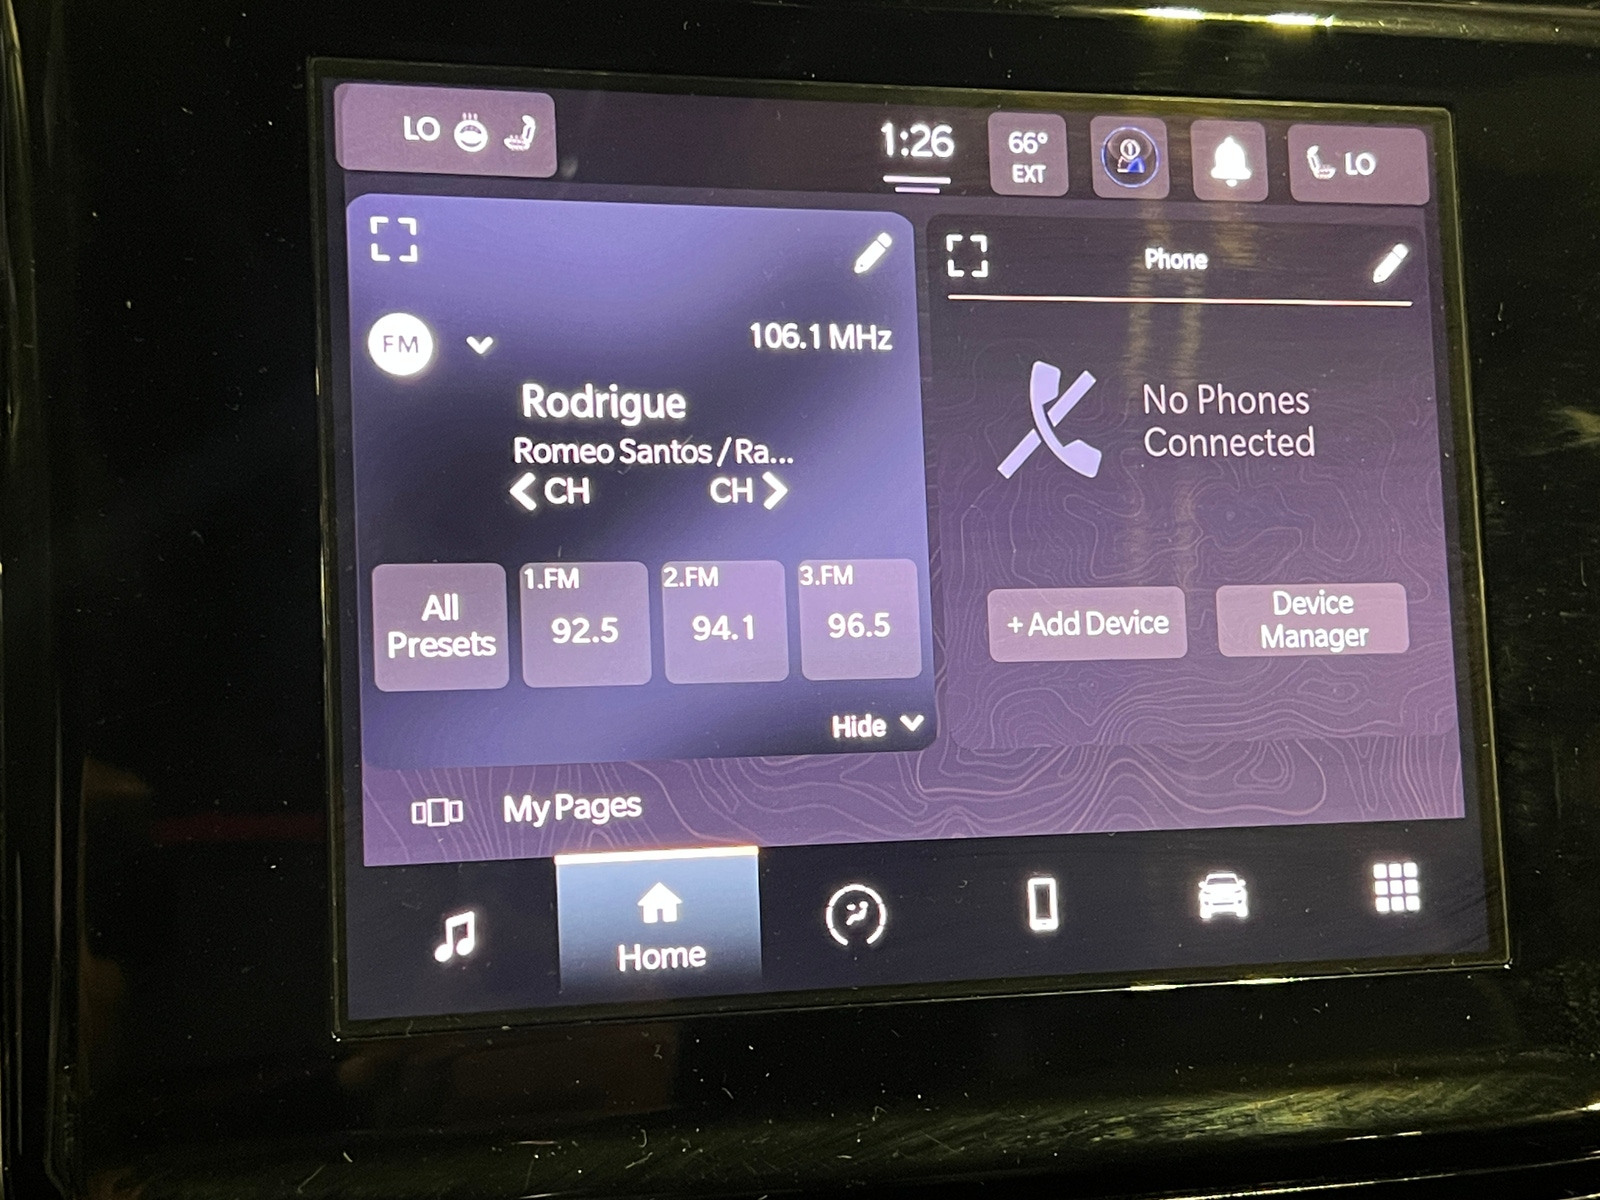 LO
1:26
66°
EXT
LO
Phone
FM
106.1 MHz
Rodrigue
Romeo Santos / Ra...
CH
CH
No Phones
Connected
All
Presets
1.FM
92.5
2.FM
94.1
3.FM
96.5
+ Add Device
Device
Manager
Hide
My Pages
Home